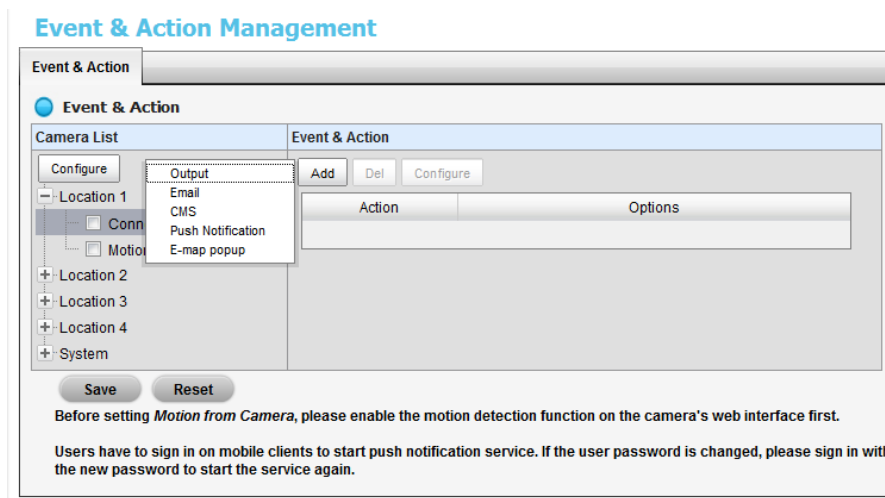 Event & Action Management
Event & Action
Event & Action
Camera List
Event & Action
Configure
Output
Email
CMS
Push Notification
E-map popup
Add Del Configure
Action Options
Location 1
Location 2
Location 3
Location 4
System
Save Reset
Before setting Motion from Camera, please enable the motion detection function on the camera's web interface first.
Users have to sign in on mobile clients to start push notification service. If the user password is changed, please sign in
the new password to start the service again.